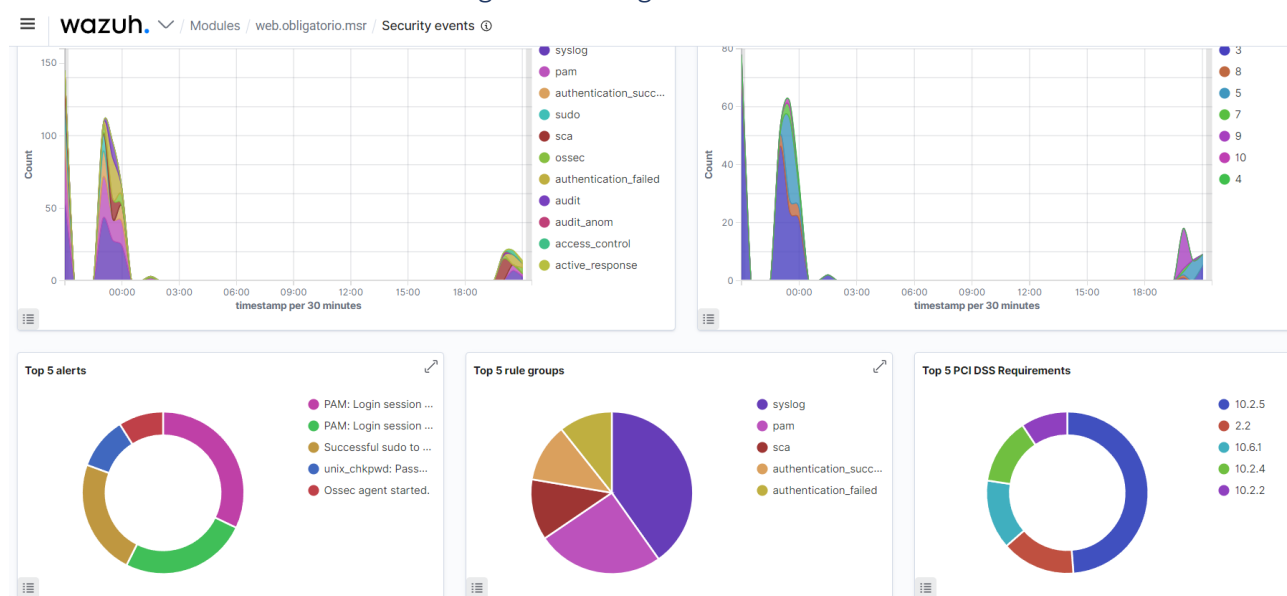 wazuh. / Modules / web.obligatorio.msr / Security events
150
100
50
0
Count
00:00 03:00 06:00 09:00 12:00 15:00 18:00
timestamp per 30 minutes
syslog
pam
authentication_succ...
sudo
sca
ossec
authentication_failed
audit
audit_anom
access_control
active_response
80
60
40
20
0
Count
00:00 03:00 06:00 09:00 12:00 15:00 18:00
timestamp per 30 minutes
3
8
5
7
9
10
4
Top 5 alerts
PAM: Login session ...
PAM: Login session ...
Successful sudo to ...
unix_chkpwd: Pass...
Ossec agent started.
Top 5 rule groups
syslog
pam
sca
authentication_succ...
authentication_failed
Top 5 PCI DSS Requirements
10.2.5
2.2
10.6.1
10.2.4
10.2.2